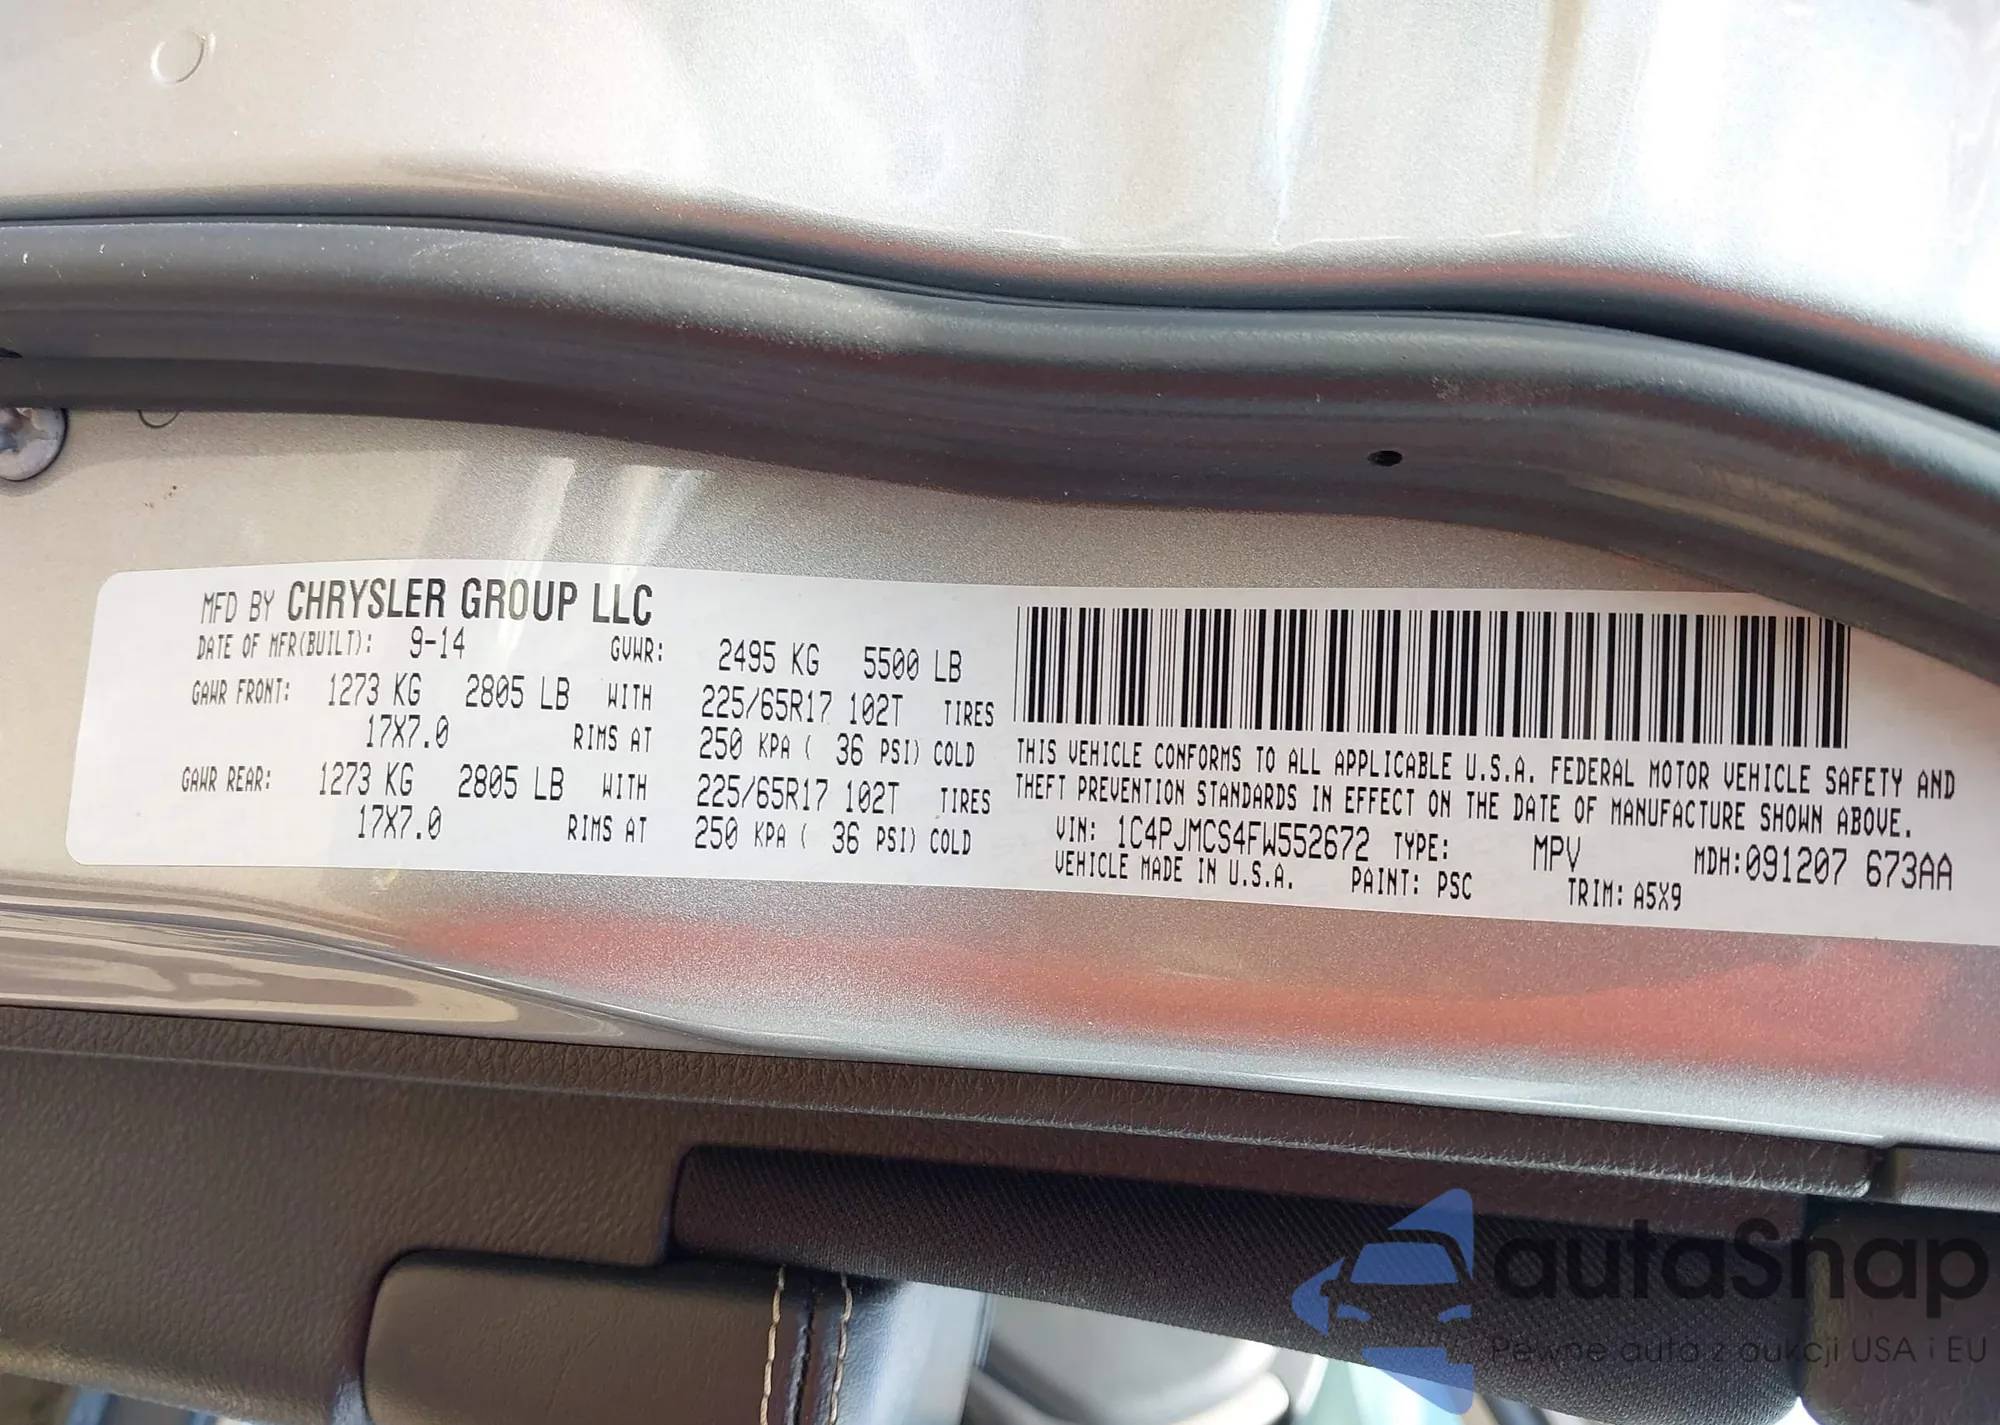 MFD BY CHRYSLER GROUP LLC
DATE OF MFR(BUILT): 9-14 GVWR: 2495 KG 5500 LB
GAWR FRONT: 1273 KG 2805 LB WITH 225/65R17 102T TIRES
17X7.0 RIMS AT 250 KPA ( 36 PSI) COLD
GAWR REAR: 1273 KG 2805 LB WITH 225/65R17 102T TIRES
17X7.0 RIMS AT 250 KPA ( 36 PSI) COLD
THIS VEHICLE CONFORMS TO ALL APPLICABLE U.S.A. FEDERAL MOTOR VEHICLE SAFETY AND
THEFT PREVENTION STANDARDS IN EFFECT ON THE DATE OF MANUFACTURE SHOWN ABOVE.
VIN: 1C4PJMCS4FW552672 TYPE: MPV MDH:091207 673AA
VEHICLE MADE IN U.S.A. PAINT: PSC TRIM: A5X9
autaSnap
Pewne auto z aukcji USA i EU